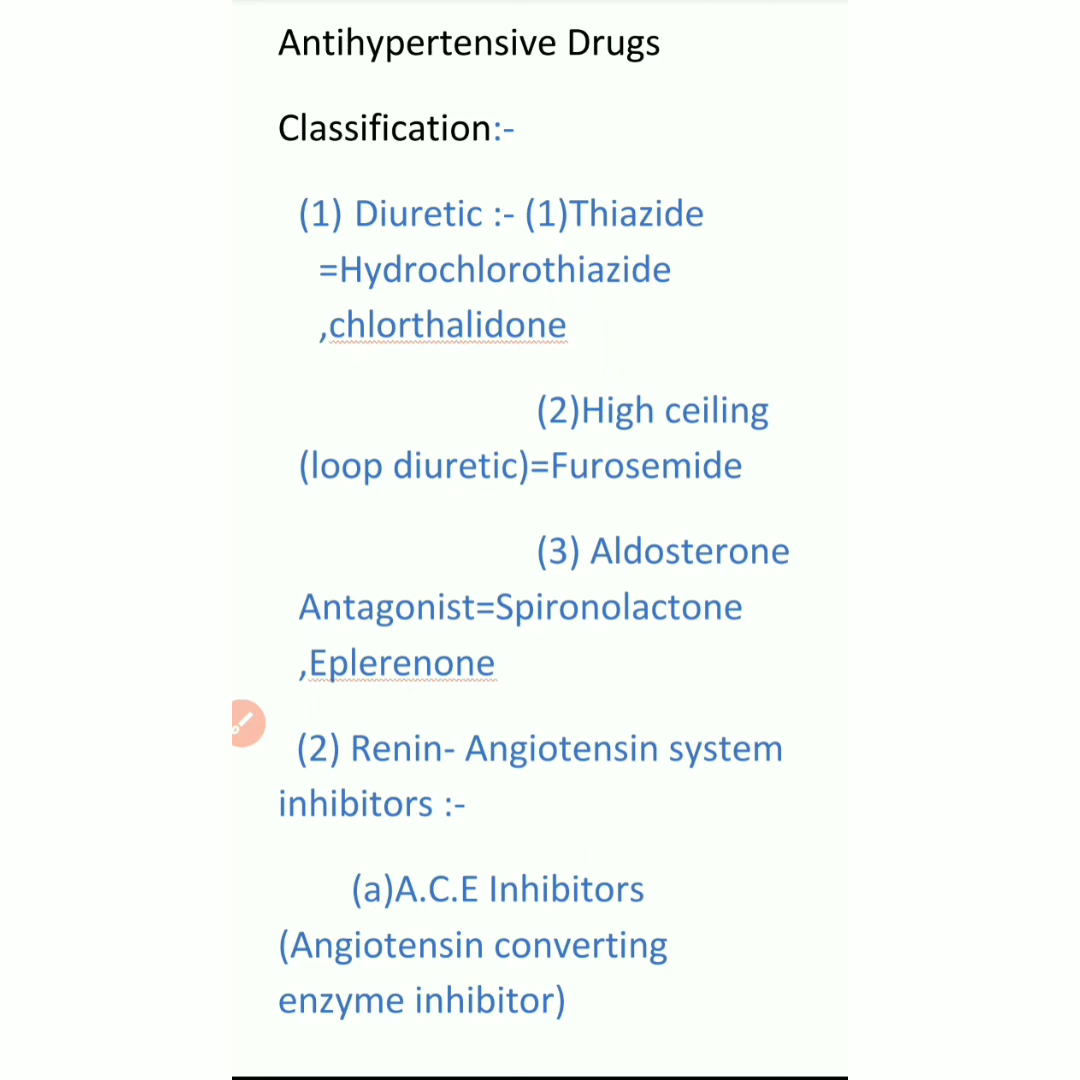 Antihypertensive Drugs
Classification:-
(1) Diuretic :- (1)Thiazide
=Hydrochlorothiazide
,chlorthalidone
(2)High ceiling
(loop diuretic)=Furosemide
(3) Aldosterone
Antagonist=Spironolactone
,Eplerenone
(2) Renin- Angiotensin system
inhibitors :-
(a)A.C.E Inhibitors
(Angiotensin converting
enzyme inhibitor)